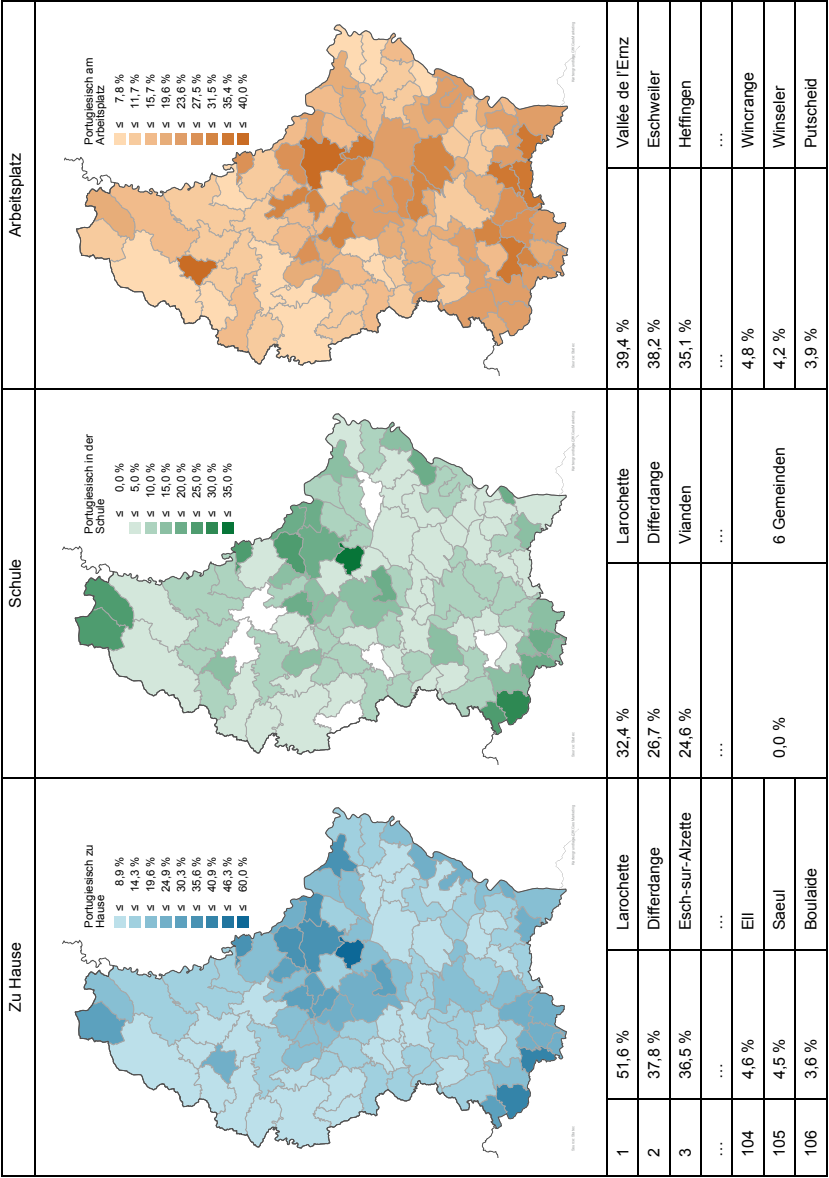 Zu Hause
Schule
Arbeitsplatz
Portugiesisch zu
Hause
≤ 8,9 %
≤ 14,3 %
≤ 19,6 %
≤ 24,9 %
≤ 30,3 %
≤ 35,6 %
≤ 40,9 %
≤ 46,3 %
≤ 60,0 %
Portugiesisch in der
Schule
≤ 0,0 %
≤ 5,0 %
≤ 10,0 %
≤ 15,0 %
≤ 20,0 %
≤ 25,0 %
≤ 30,0 %
≤ 35,0 %
Portugiesisch am
Arbeitsplatz
≤ 7,8 %
≤ 11,7 %
≤ 15,7 %
≤ 19,6 %
≤ 23,6 %
≤ 27,5 %
≤ 31,5 %
≤ 35,4 %
≤ 40,0 %
1 51,6 % Larochette 32,4 % Larochette 39,4 % Vallée de l'Ernz
2 37,8 % Differdange 26,7 % Differdange 38,2 % Eschweiler
3 36,5 % Esch-sur-Alzette 24,6 % Vianden 35,1 % Heffingen
… … … … … …
104 4,6 % Ell 4,8 % Wincrange
105 4,5 % Saeul 0,0 % 6 Gemeinden 4,2 % Winseler
106 3,6 % Boulaide 3,9 % Putscheid